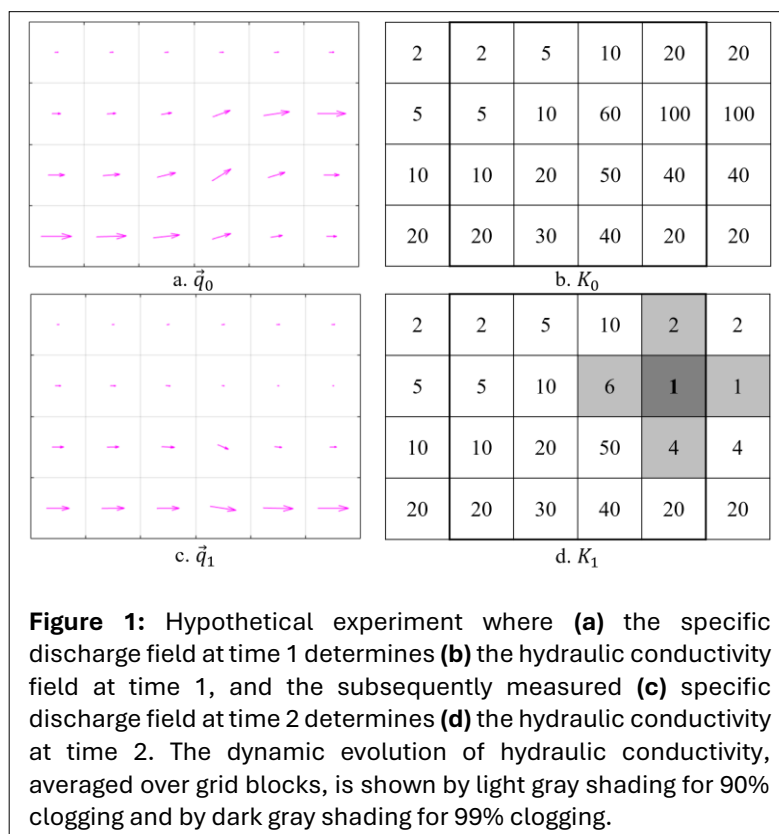 2 2 5 10 20 20
5 5 10 60 100 100
10 10 20 50 40 40
20 20 30 40 20 20
a. q⃗₀
b. K₀
2 2 5 10 2 2
5 5 10 6 1 1
10 10 20 50 4 4
20 20 30 40 20 20
c. q⃗₁
d. K₁
Figure 1: Hypothetical experiment where (a) the specific
discharge field at time 1 determines (b) the hydraulic conductivity
field at time 1, and the subsequently measured (c) specific
discharge field at time 2 determines (d) the hydraulic conductivity
at time 2. The dynamic evolution of hydraulic conductivity,
averaged over grid blocks, is shown by light gray shading for 90%
clogging and by dark gray shading for 99% clogging.